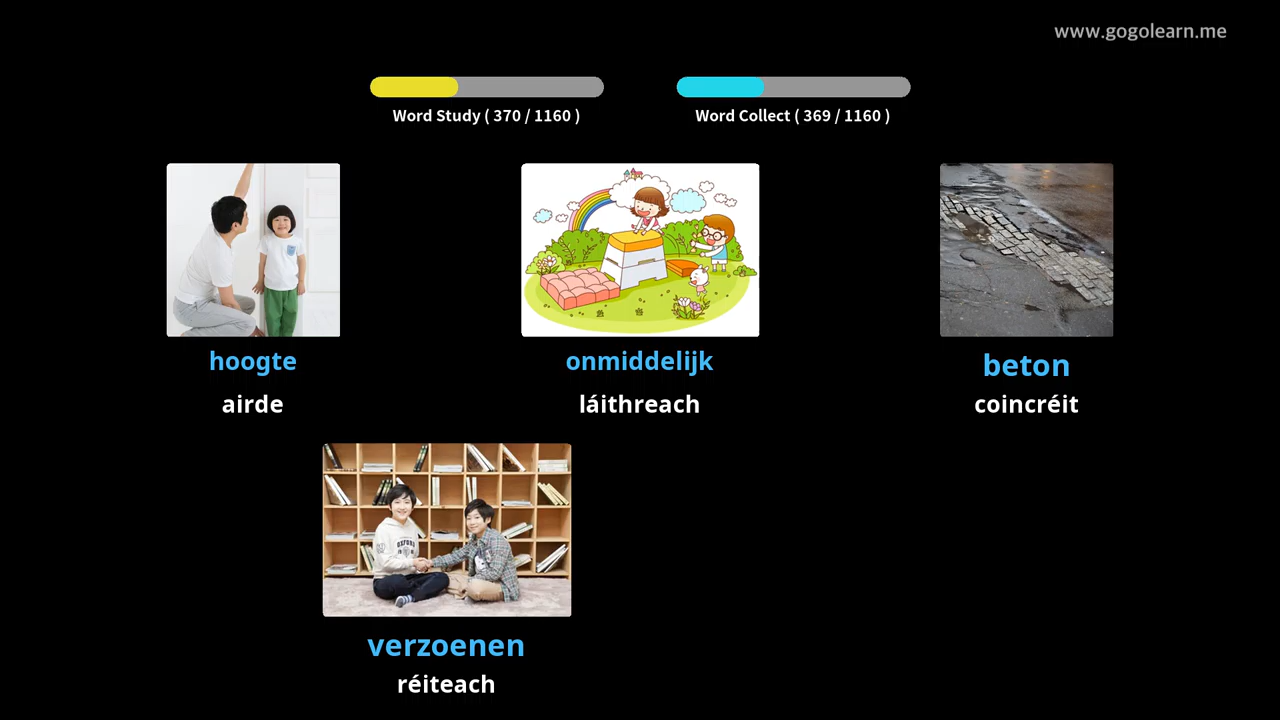 www.gogolearn.me
Word Study ( 370 / 1160 )
Word Collect ( 369 / 1160 )
hoogte
airde
onmiddelijk
láithreach
beton
coincréit
OXFORD
verzoenen
réiteach